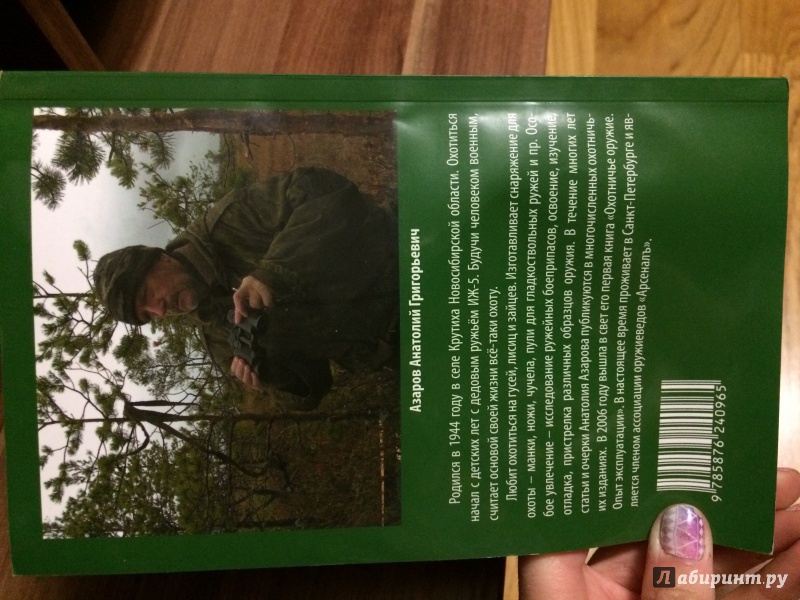 Азаров Анатолий Григорьевич
Родился в 1944 году в селе Крутиха Новосибирской области. Охотиться
начал с детских лет с дедовым ружьём ИЖ-5. Будучи человеком военным,
считает основой своей жизни всё-таки охоту.
Любит охотиться на гусей, лисиц и зайцев. Изготавливает снаряжение для
охоты – манки, ножи, чучела, пули для гладкоствольных ружей и пр. Осо-
бое увлечение – исследование ружейных боеприпасов, освоение, изучение,
отладка, пристрелка различных образцов оружия. В течение многих лет
статьи и очерки Анатолия Азарова публикуются в многочисленных охотничь-
их изданиях. В 2006 году вышла в свет его первая книга «Охотничье оружие.
Опыт эксплуатации». В настоящее время проживает в Санкт-Петербурге и яв-
ляется членом ассоциации оружиеведов «Арсеналъ».
9 785876 240965
Лабиринт.ру